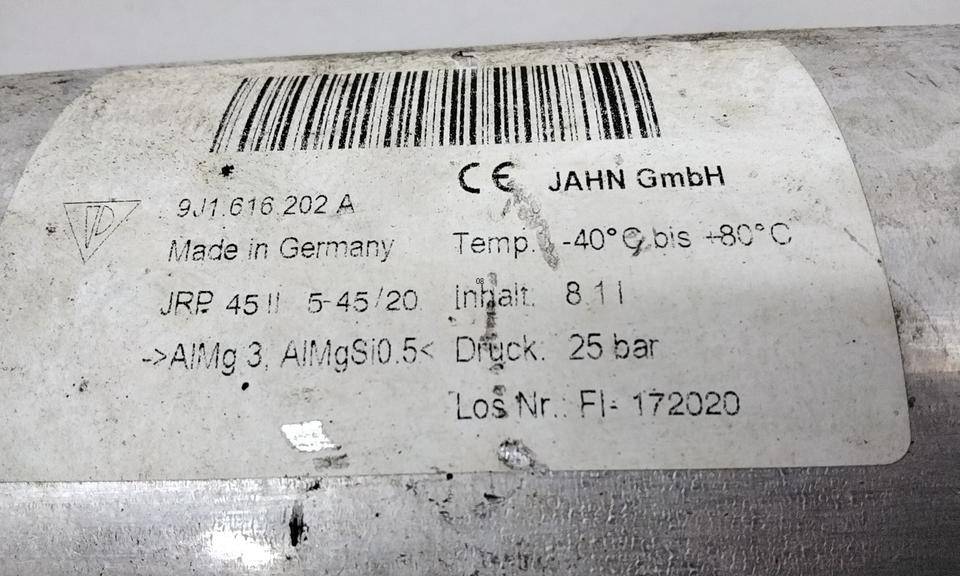 CE JAHN GmbH
9J1.616.202 A
Temp. -40°C bis +80°C
Made in Germany
Inhalt: 8.1 l
JRP 45 II 5-45/20
Druck: 25 bar
->AlMg 3, AlMgSi0.5<
Los Nr.: FI- 172020